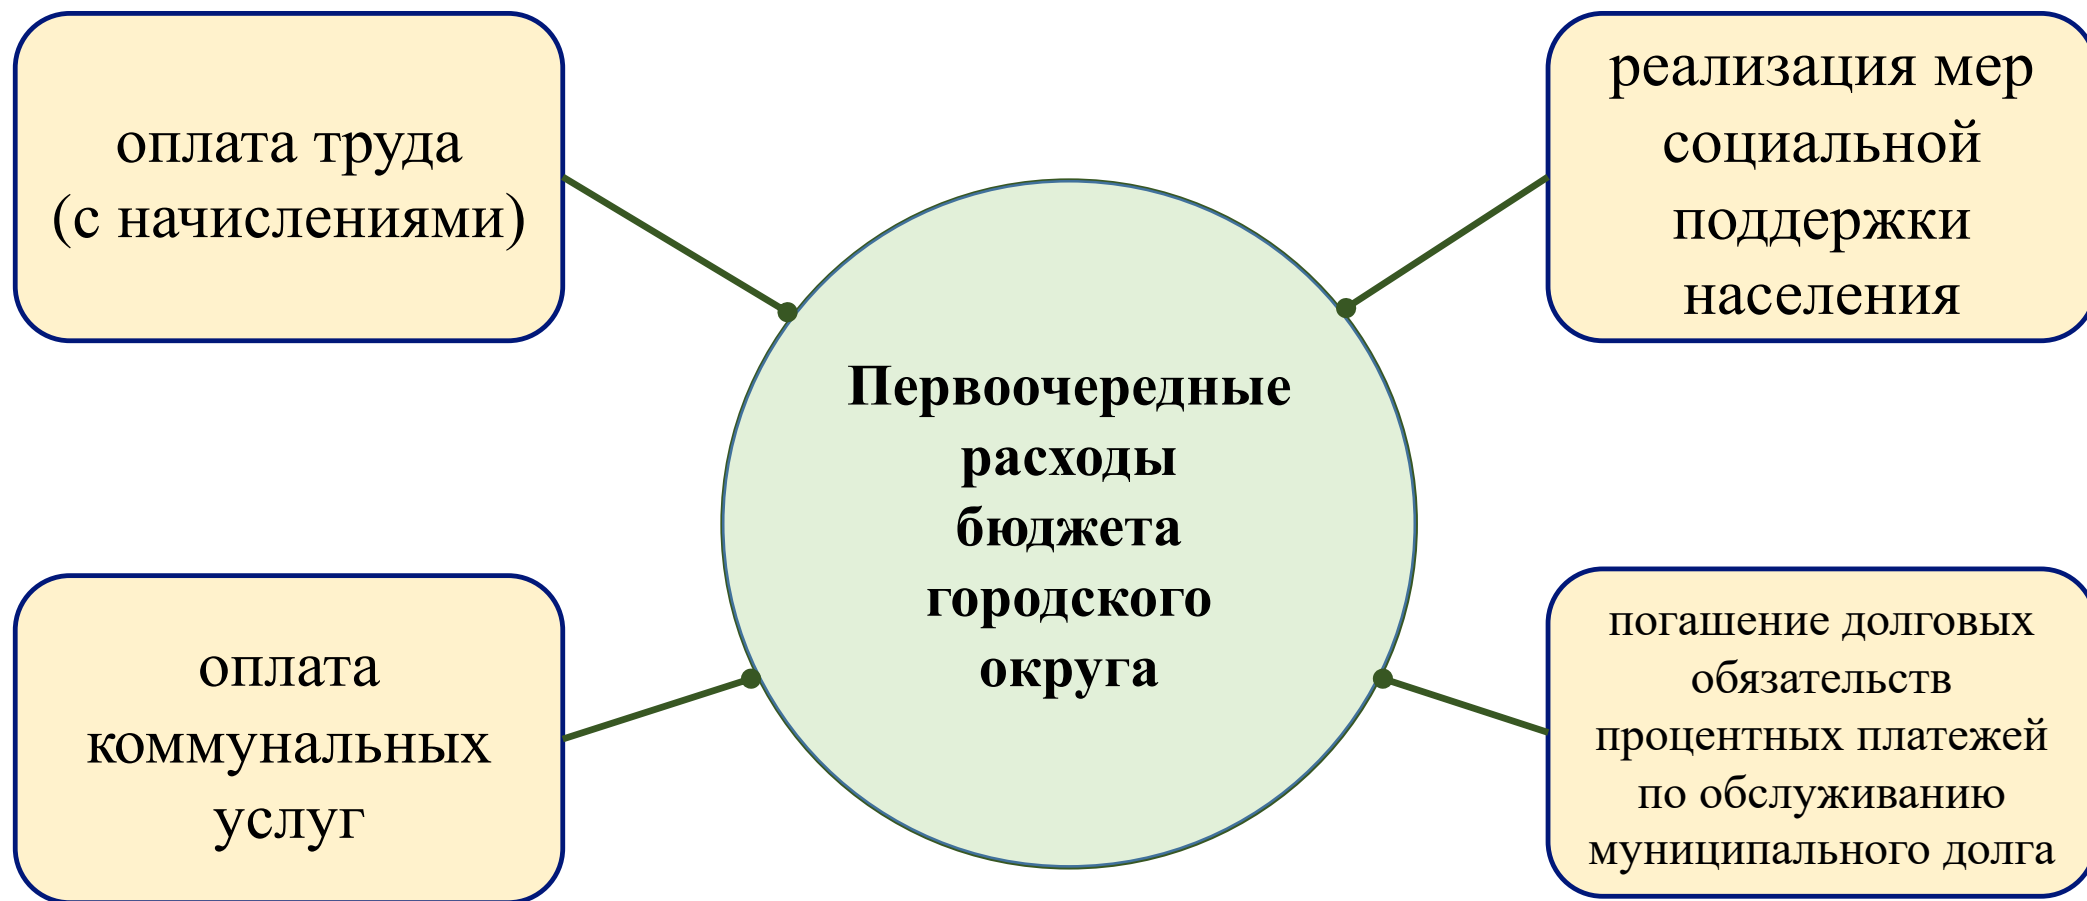 оплата труда
(с начислениями)
реализация мер
социальной
поддержки
населения
Первоочередные
расходы
бюджета
городского
округа
оплата
коммунальных
услуг
погашение долговых
обязательств
процентных платежей
по обслуживанию
муниципального долга